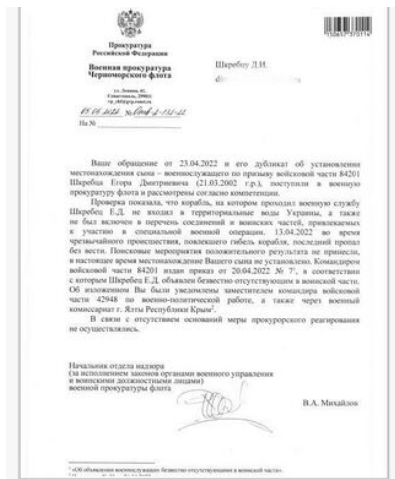 Прокуратура
Российской Федерации
Военная прокуратура
Черноморского флота
ул. Ленина,
Севастополь, 299011
На №
Шкребцу Д.И.
Ваше обращение от 23.04.2022 и его дубликат об установлении
местонахождения сына – военнослужащего по призыву войсковой части 84201
Шкребца Егора Дмитриевича (21.03.2002 г.р.), поступили в военную
прокуратуру флота и рассмотрены согласно компетенции.
Проверка показала, что корабль, на котором проходил военную службу
Шкребец Е.Д. не входил в территориальные воды Украины, а также
не был включен в перечень соединений и воинских частей, привлекаемых
к участию в специальной военной операции. 13.04.2022 во время
чрезвычайного происшествия, повлекшего гибель корабля, последний пропал
без вести. Поисковые мероприятия положительного результата не принесли,
и настоящее время местонахождение Вашего сына не установлено. Командиром
войсковой части 84201 издан приказ от 20.04.2022 № 7¹, в соответствии
с которым Шкребец Е.Д. объявлен безвестно отсутствующим в воинской части.
Об изложенном Вы были уведомлены заместителем командира войсковой
части 42948 по военно-политической работе, а также через военный
комиссариат г. Ялты Республики Крым².
В связи с отсутствием оснований меры прокурорского реагирования
не осуществлялись.
Начальник отдела надзора
(за исполнением законов органами военного управления
и воинскими должностными лицами)
военной прокуратуры флота
В.А. Михайлов
¹ «Об объявлении военнослужащих безвестно отсутствующими в воинской части».